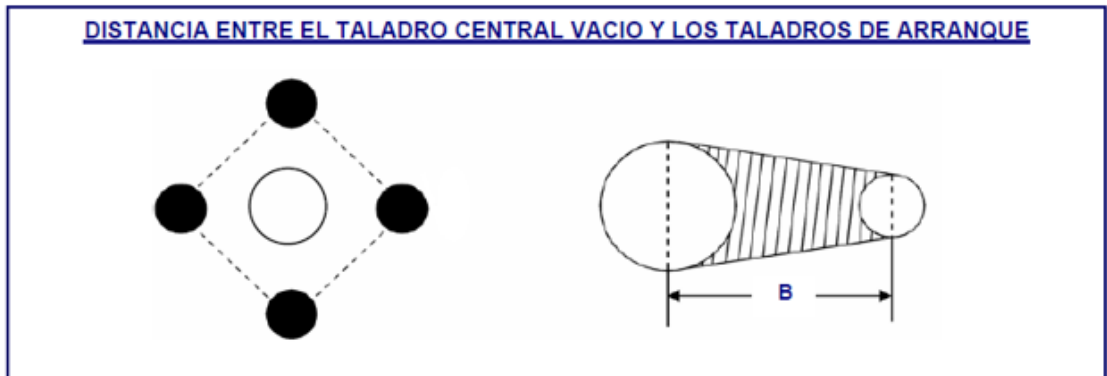 DISTANCIA ENTRE EL TALADRO CENTRAL VACIO Y LOS TALADROS DE ARRANQUE
B